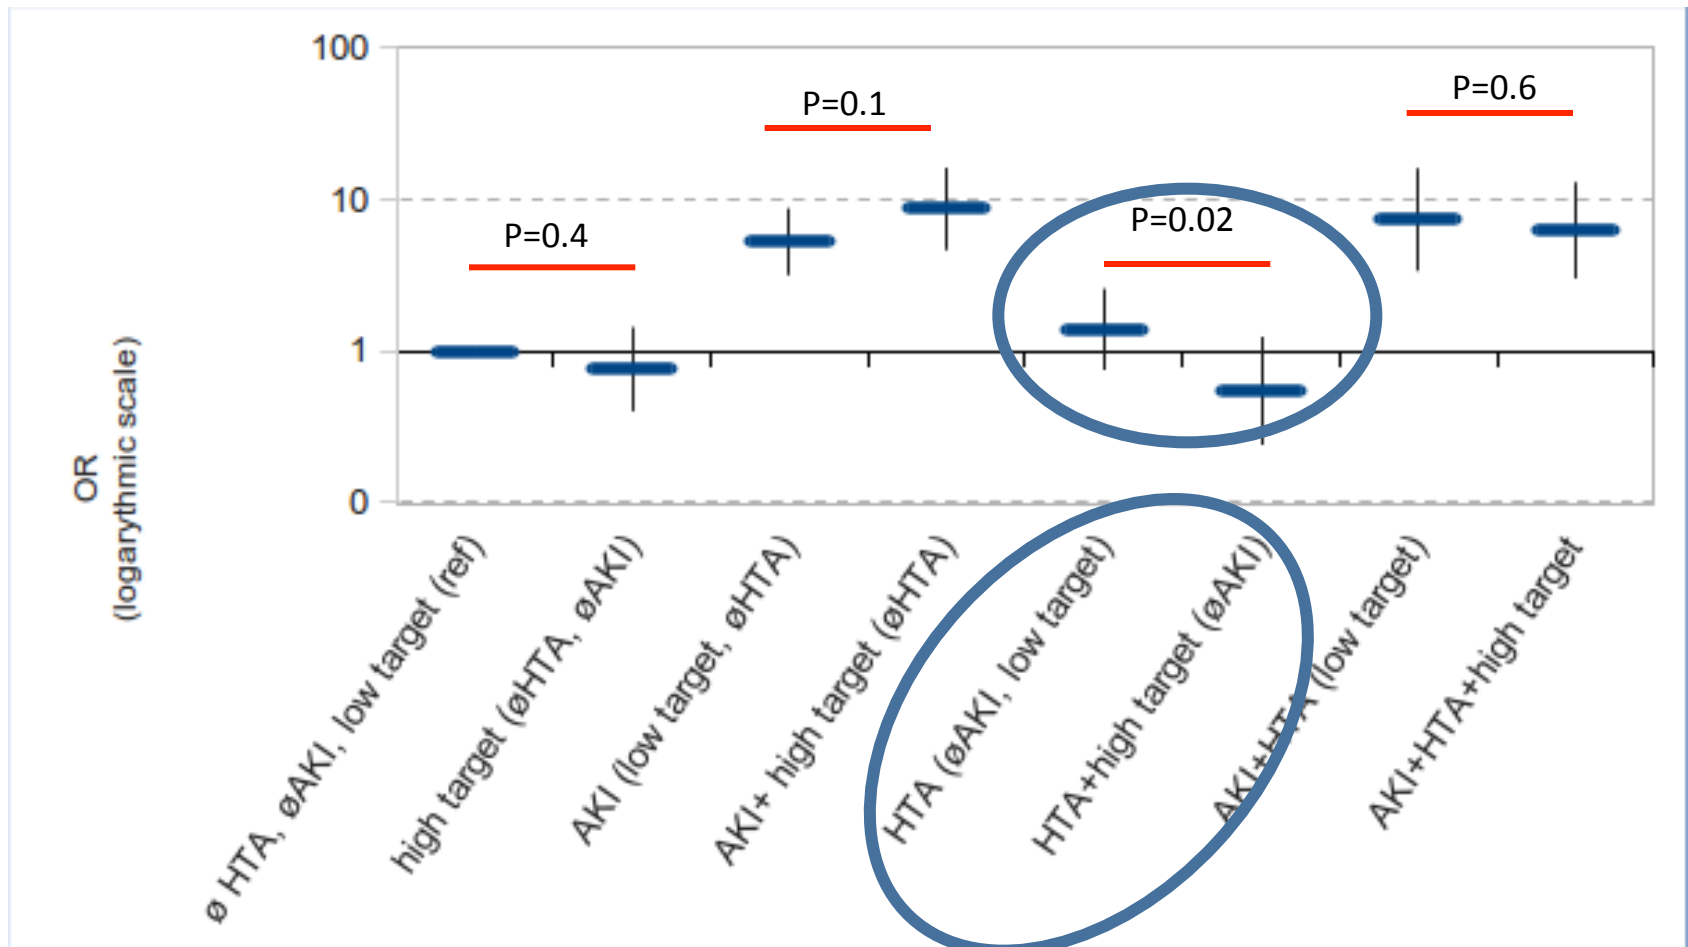 100
P=0.1
P=0.6
10
P=0.4
P=0.02
1
0
OR
(logarythmic scale)
ø HTA, øAKI, low target (ref)
high target (øHTA, øAKI)
AKI (low target, øHTA)
AKI+ high target (øHTA)
HTA (øAKI, low target)
HTA+high target (øAKI)
AKI+HTA (low target)
AKI+HTA+high target